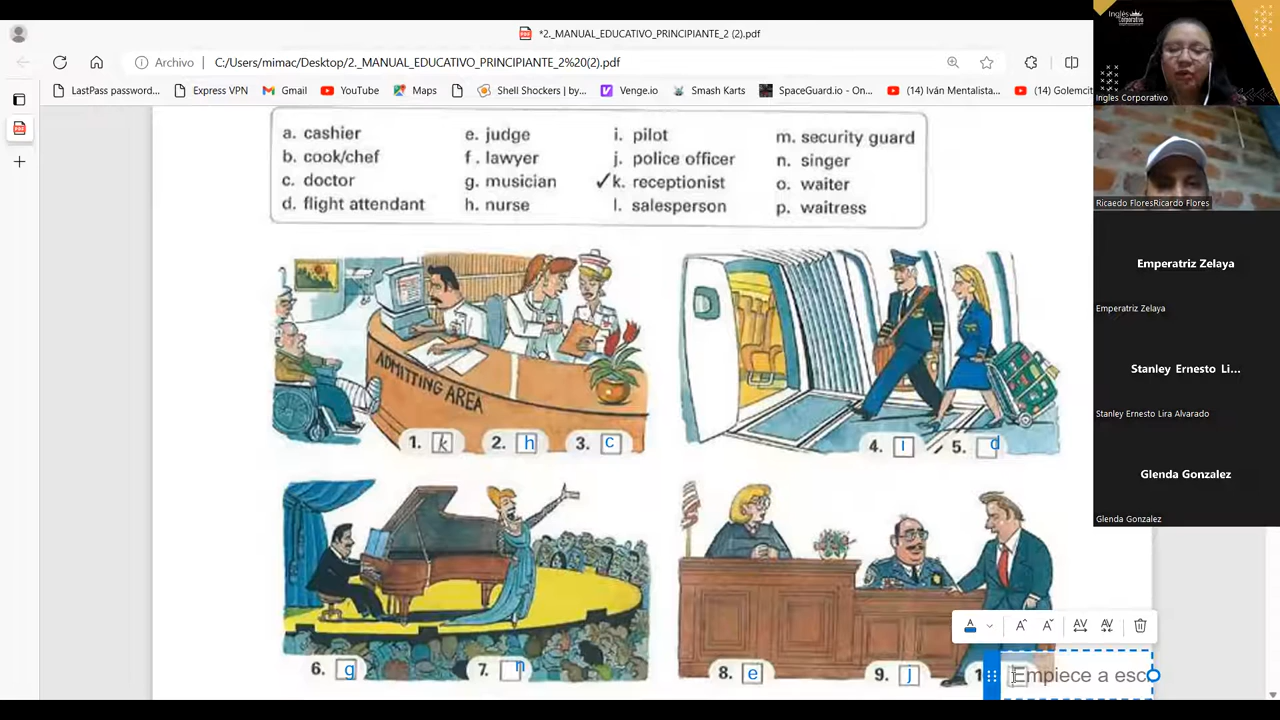 *2._MANUAL_EDUCATIVO_PRINCIPIANTE_2 (2).pdf
Archivo C:/Users/mimac/Desktop/2._MANUAL_EDUCATIVO_PRINCIPIANTE_2%20(2).pdf
LastPass password... Express VPN Gmail YouTube Maps Shell Shockers | by... Venge.io Smash Karts SpaceGuard.io - On... (14) Iván Mentalista... (14) Golemcit
a. cashier e. judge i. pilot m. security guard
b. cook/chef f. lawyer j. police officer n. singer
c. doctor g. musician ✓k. receptionist o. waiter
d. flight attendant h. nurse l. salesperson p. waitress
ADMITTING AREA
1. k 2. h 3. c 4. i 5. d
6. g 7. n 8. e 9. j 1
Empiece a esc
Inglés
Corporativo
Ingles Corporativo
Ricaedo FloresRicardo Flores
Emperatriz Zelaya
Emperatriz Zelaya
Stanley Ernesto Li...
Stanley Ernesto Lira Alvarado
Glenda Gonzalez
Glenda Gonzalez